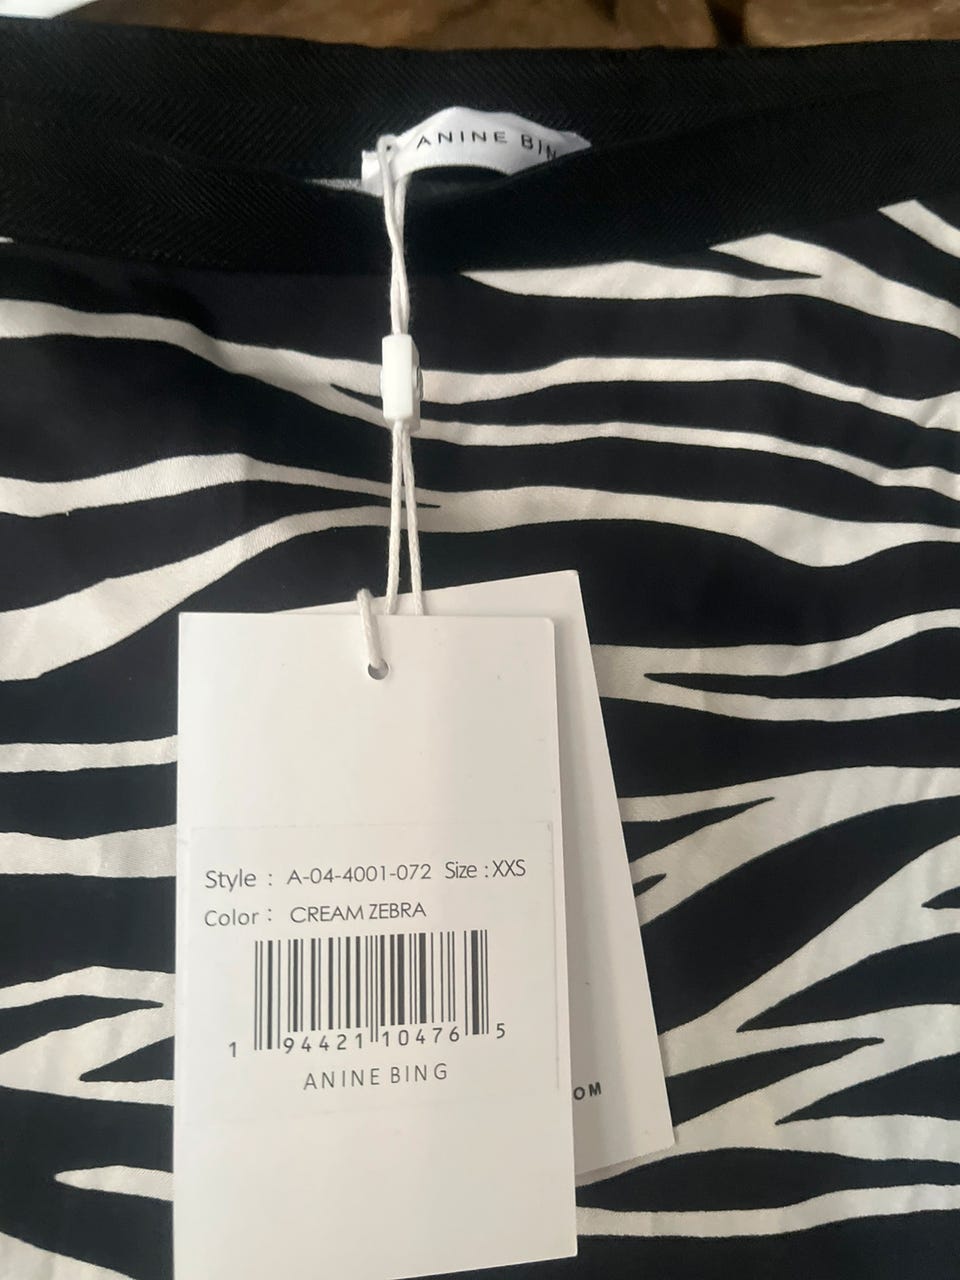 ANINE BING
Style : A-04-4001-072 Size : XXS
Color : CREAM ZEBRA
1 94421 10476 5
ANINE BING
OM